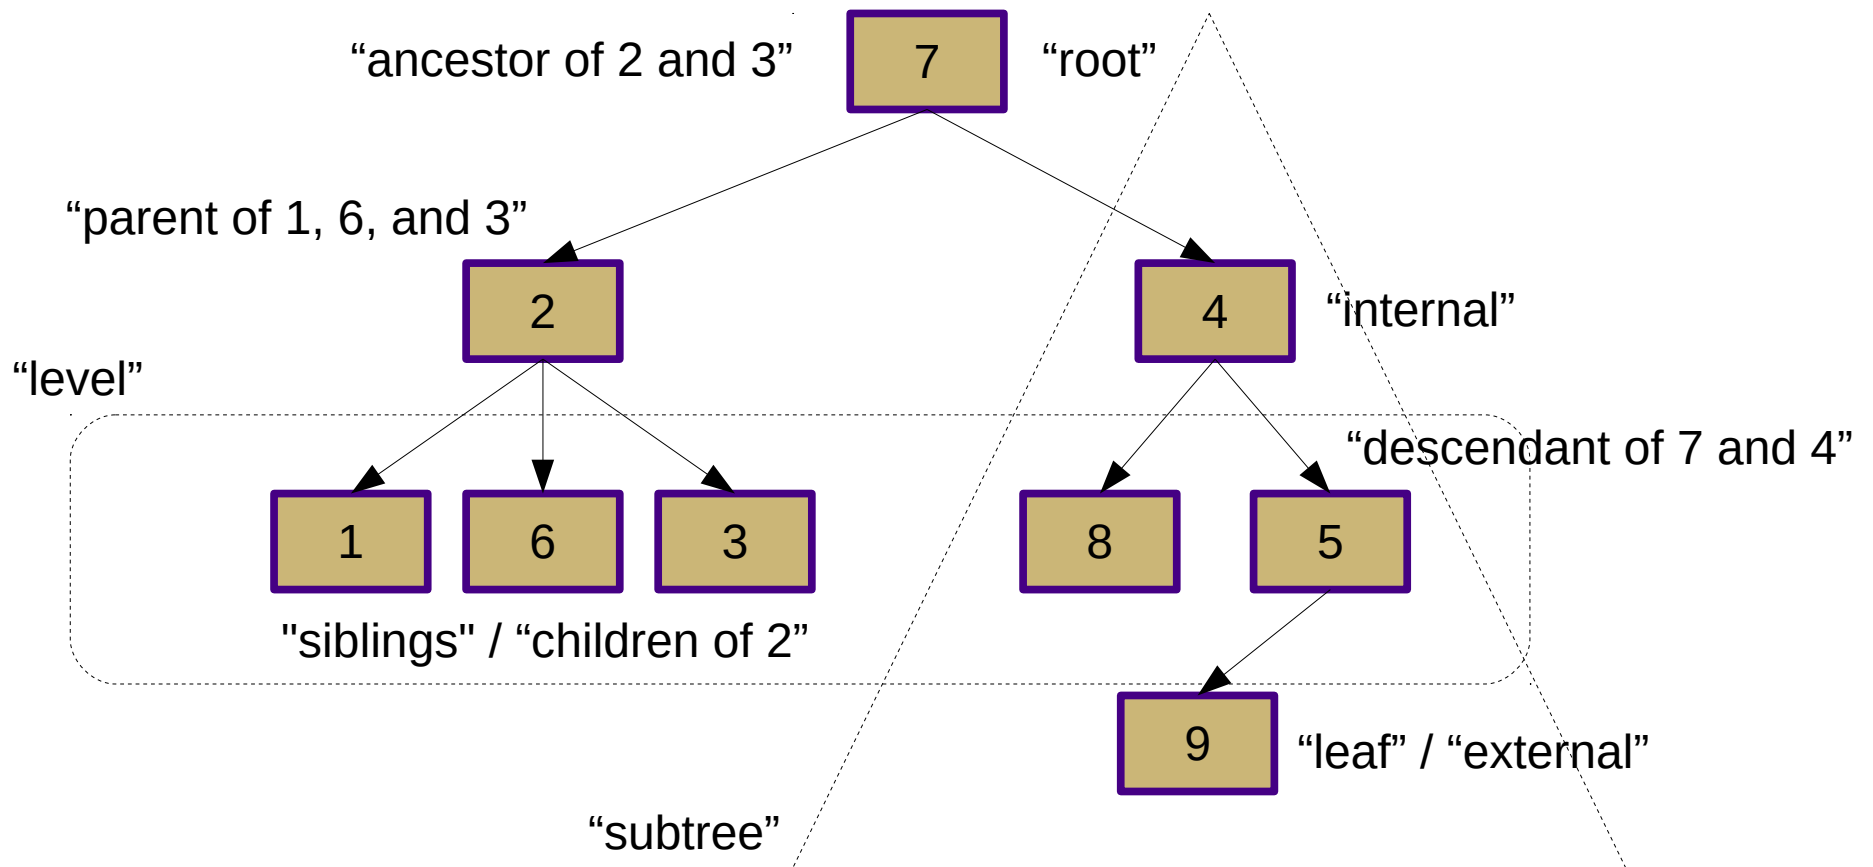 “ancestor of 2 and 3” 7 “root”
“parent of 1, 6, and 3”
2 4 “internal”
“level”
“descendant of 7 and 4”
1 6 3 8 5
"siblings" / “children of 2”
9 “leaf” / “external”
“subtree”